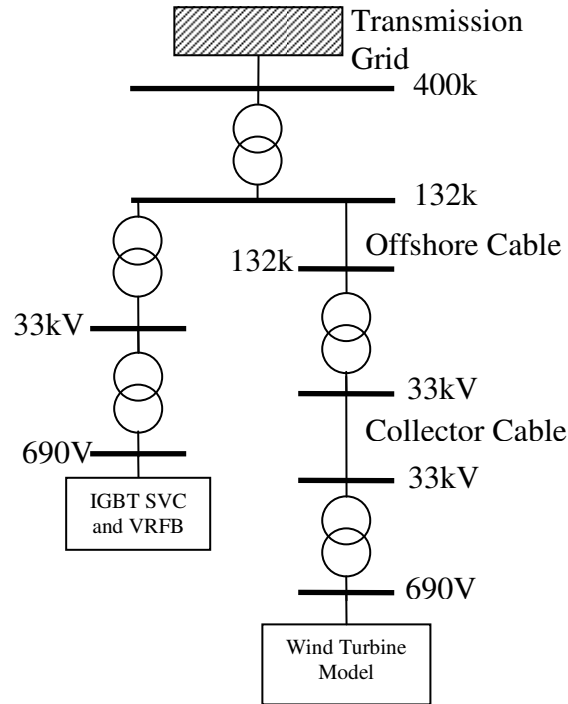 Transmission
Grid
400k
132k
Offshore Cable
132k
33kV
33kV
Collector Cable
690V
33kV
IGBT SVC
and VRFB
690V
Wind Turbine
Model